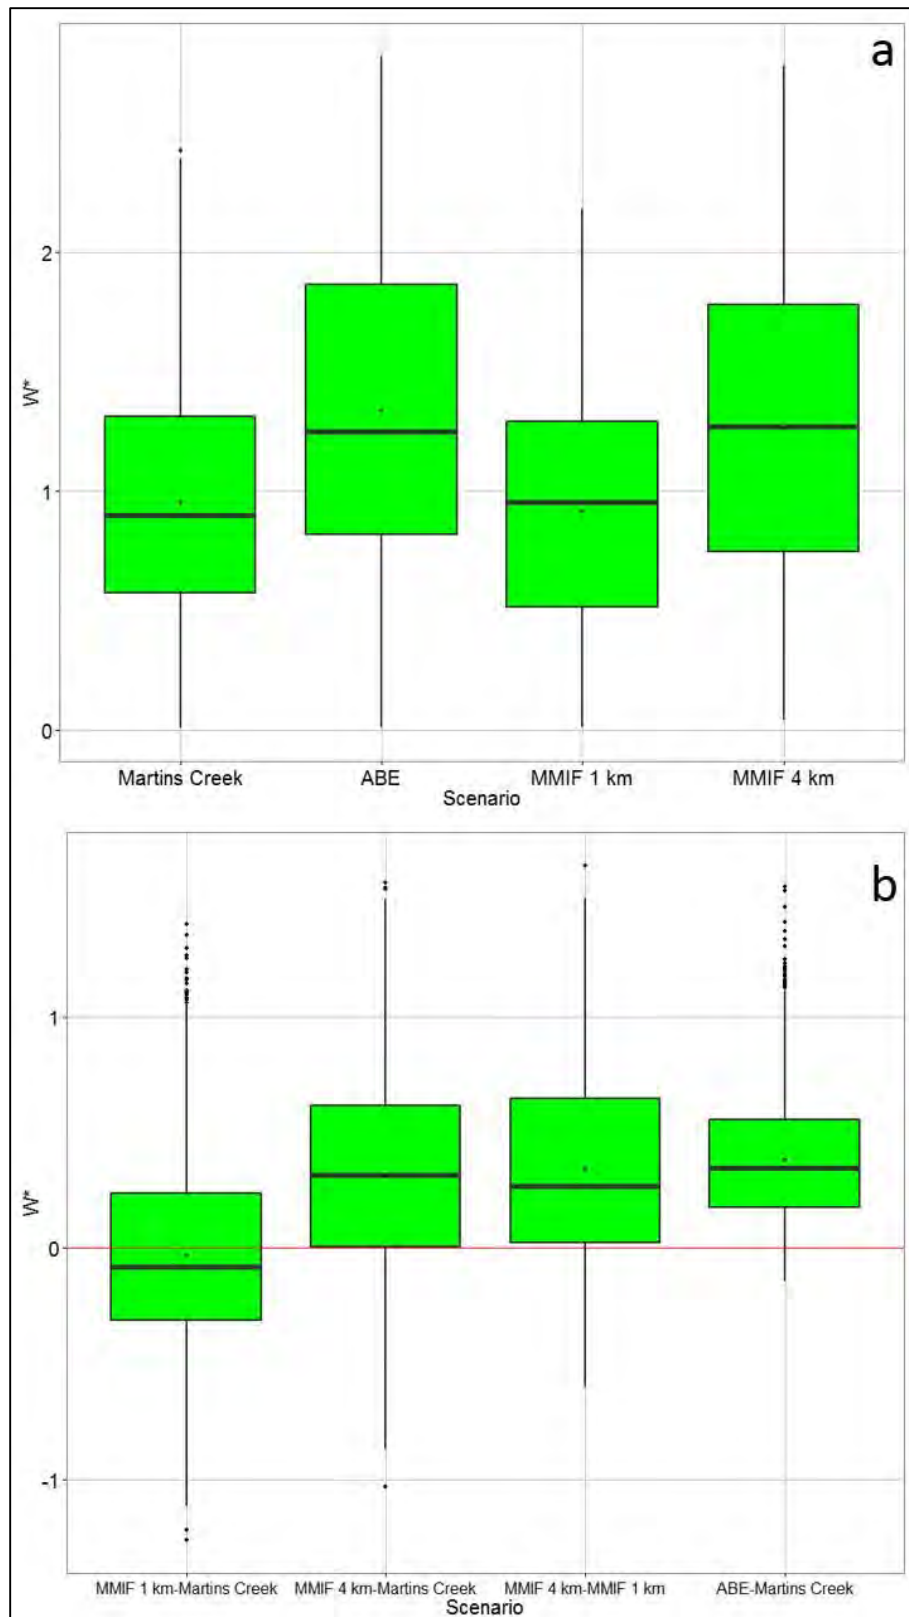 a
2
1
0
W*
Martins Creek ABE MMIF 1 km MMIF 4 km
Scenario
b
1
0
-1
W*
MMIF 1 km-Martins Creek MMIF 4 km-Martins Creek MMIF 4 km-MMIF 1 km ABE-Martins Creek
Scenario